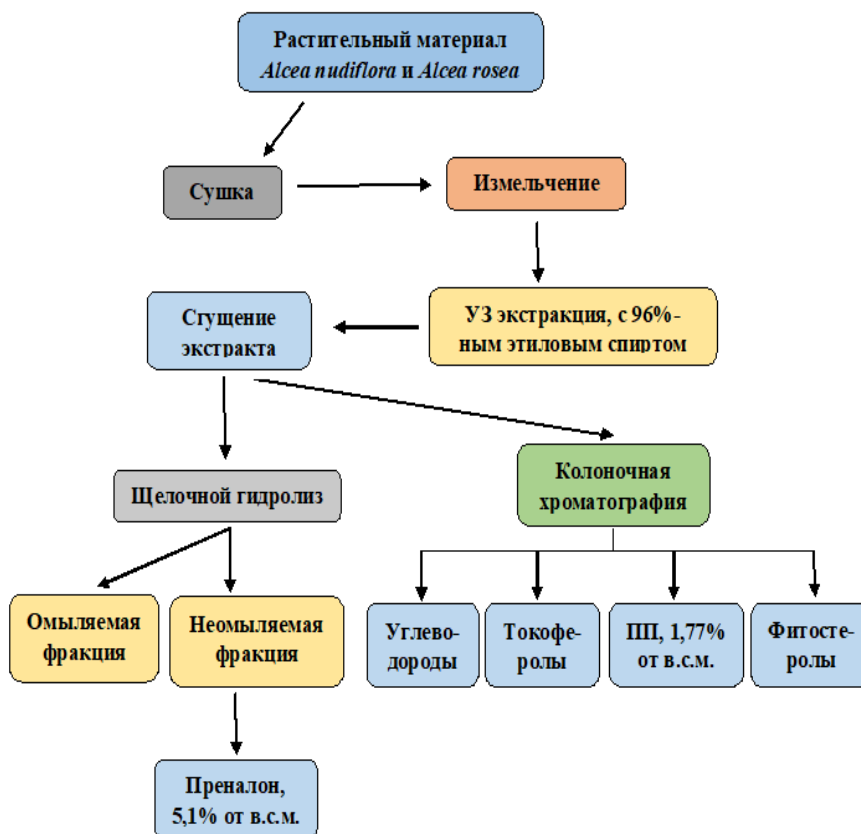 Растительный материал
Alcea nudiflora и Alcea rosea
Сушка
Измельчение
УЗ экстракция, с 96%-
ным этиловым спиртом
Сгущение
экстракта
Щелочной гидролиз
Колоночная
хроматография
Омыляемая
фракция
Неомыляемая
фракция
Углево-
дороды
Токофе-
ролы
ПП, 1,77%
от в.с.м.
Фитосте-
ролы
Преналон,
5,1% от в.с.м.